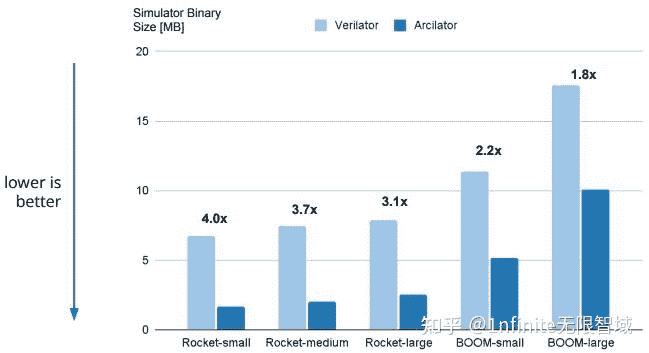 Simulator Binary
Size [MB]
Verilator
Arcilator
20
15
10
5
0
lower is
better
4.0x
3.7x
3.1x
2.2x
1.8x
Rocket-small
Rocket-medium
Rocket-large
BOOM-small
BOOM-large
知乎 @1nfinite无限智域